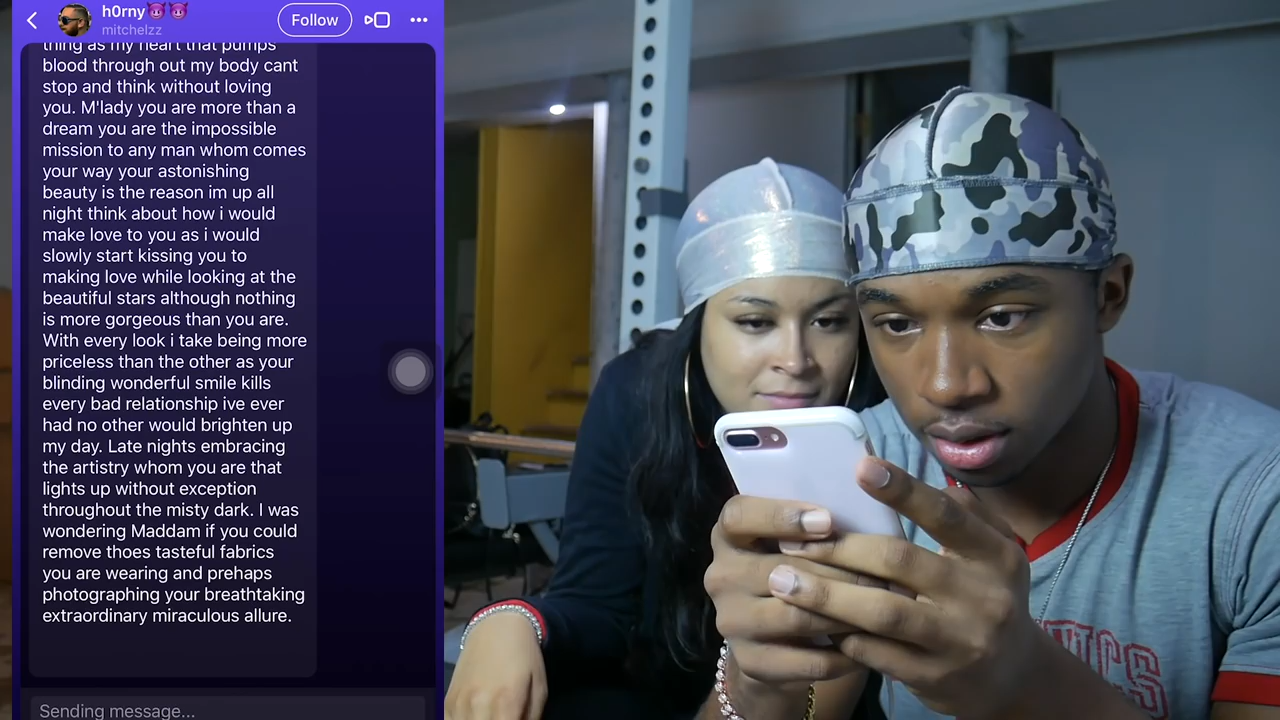 h0rny😈😈
mitchelzz
Follow
thing as my heart that pumps
blood through out my body cant
stop and think without loving
you. M'lady you are more than a
dream you are the impossible
mission to any man whom comes
your way your astonishing
beauty is the reason im up all
night think about how i would
make love to you as i would
slowly start kissing you to
making love while looking at the
beautiful stars although nothing
is more gorgeous than you are.
With every look i take being more
priceless than the other as your
blinding wonderful smile kills
every bad relationship ive ever
had no other would brighten up
my day. Late nights embracing
the artistry whom you are that
lights up without exception
throughout the misty dark. I was
wondering Maddam if you could
remove thoes tasteful fabrics
you are wearing and prehaps
photographing your breathtaking
extraordinary miraculous allure.
Sending message...